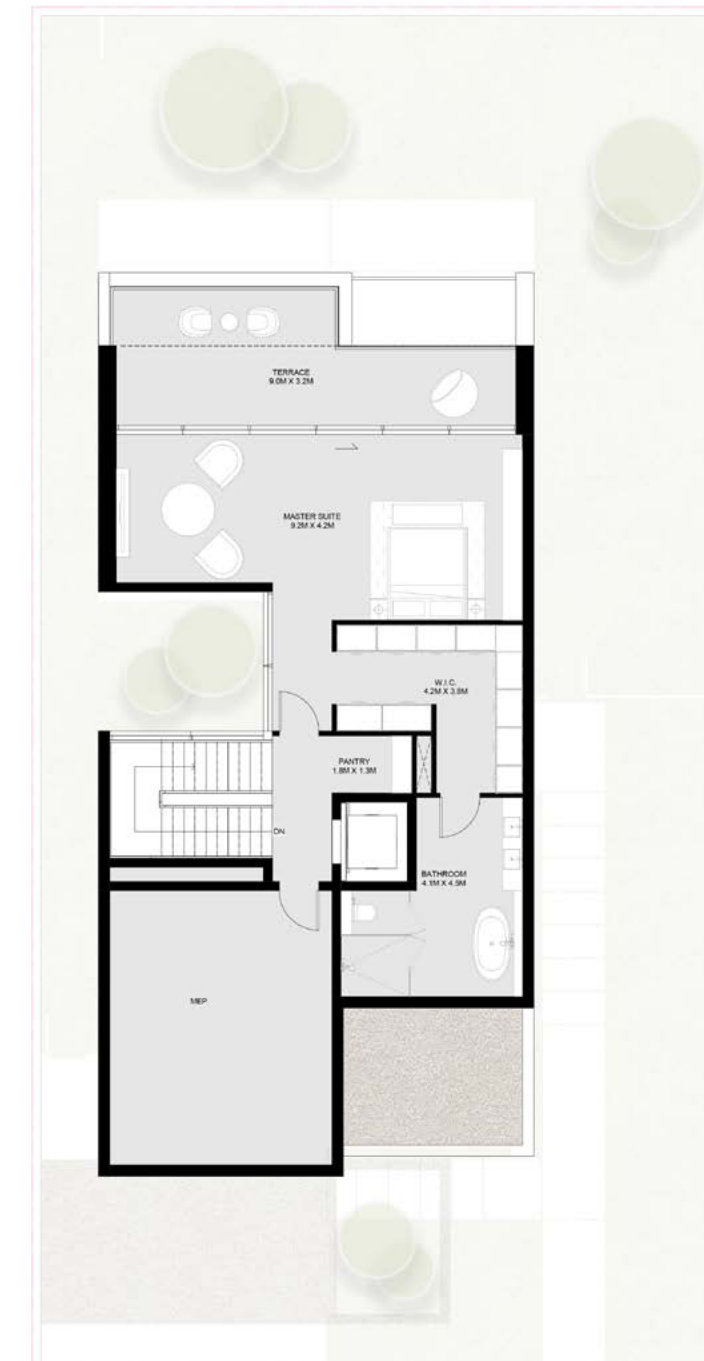 TERRACE
9.0M X 3.2M
MASTER SUITE
9.2M X 4.2M
W.I.C.
4.2M X 3.8M
PANTRY
1.8M X 1.3M
DN
BATHROOM
4.1M X 4.5M
MEP